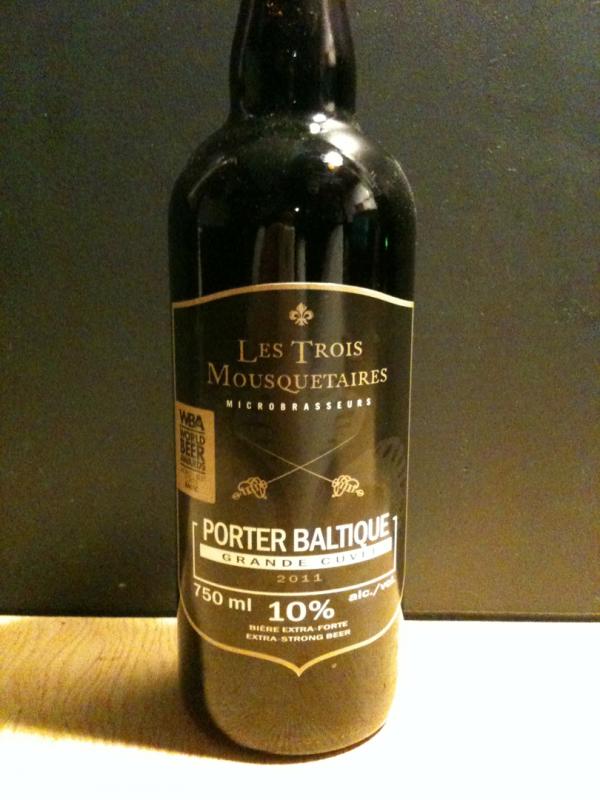 LES TROIS
MOUSQUETAIRES
MICROBRASSEURS
WBA
WORLD
BEER
AWARDS
PORTER BALTIQUE
GRANDE CUVÉE
2011
750 ml 10% alc./vol.
BIÈRE EXTRA-FORTE
EXTRA-STRONG BEER